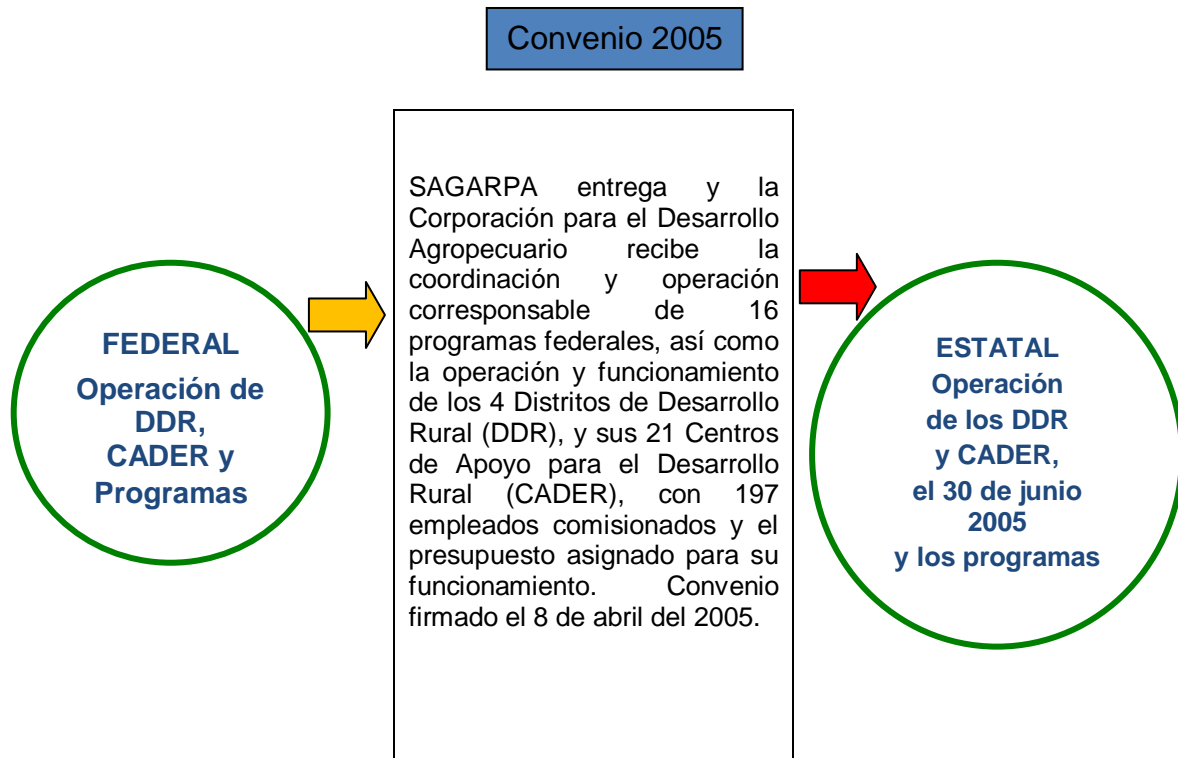 Convenio 2005
FEDERAL
Operación de
DDR,
CADER y
Programas
SAGARPA entrega y la
Corporación para el Desarrollo
Agropecuario recibe la
coordinación y operación
corresponsable de 16
programas federales, así como
la operación y funcionamiento
de los 4 Distritos de Desarrollo
Rural (DDR), y sus 21 Centros
de Apoyo para el Desarrollo
Rural (CADER), con 197
empleados comisionados y el
presupuesto asignado para su
funcionamiento. Convenio
firmado el 8 de abril del 2005.
ESTATAL
Operación
de los DDR
y CADER,
el 30 de junio
2005
y los programas